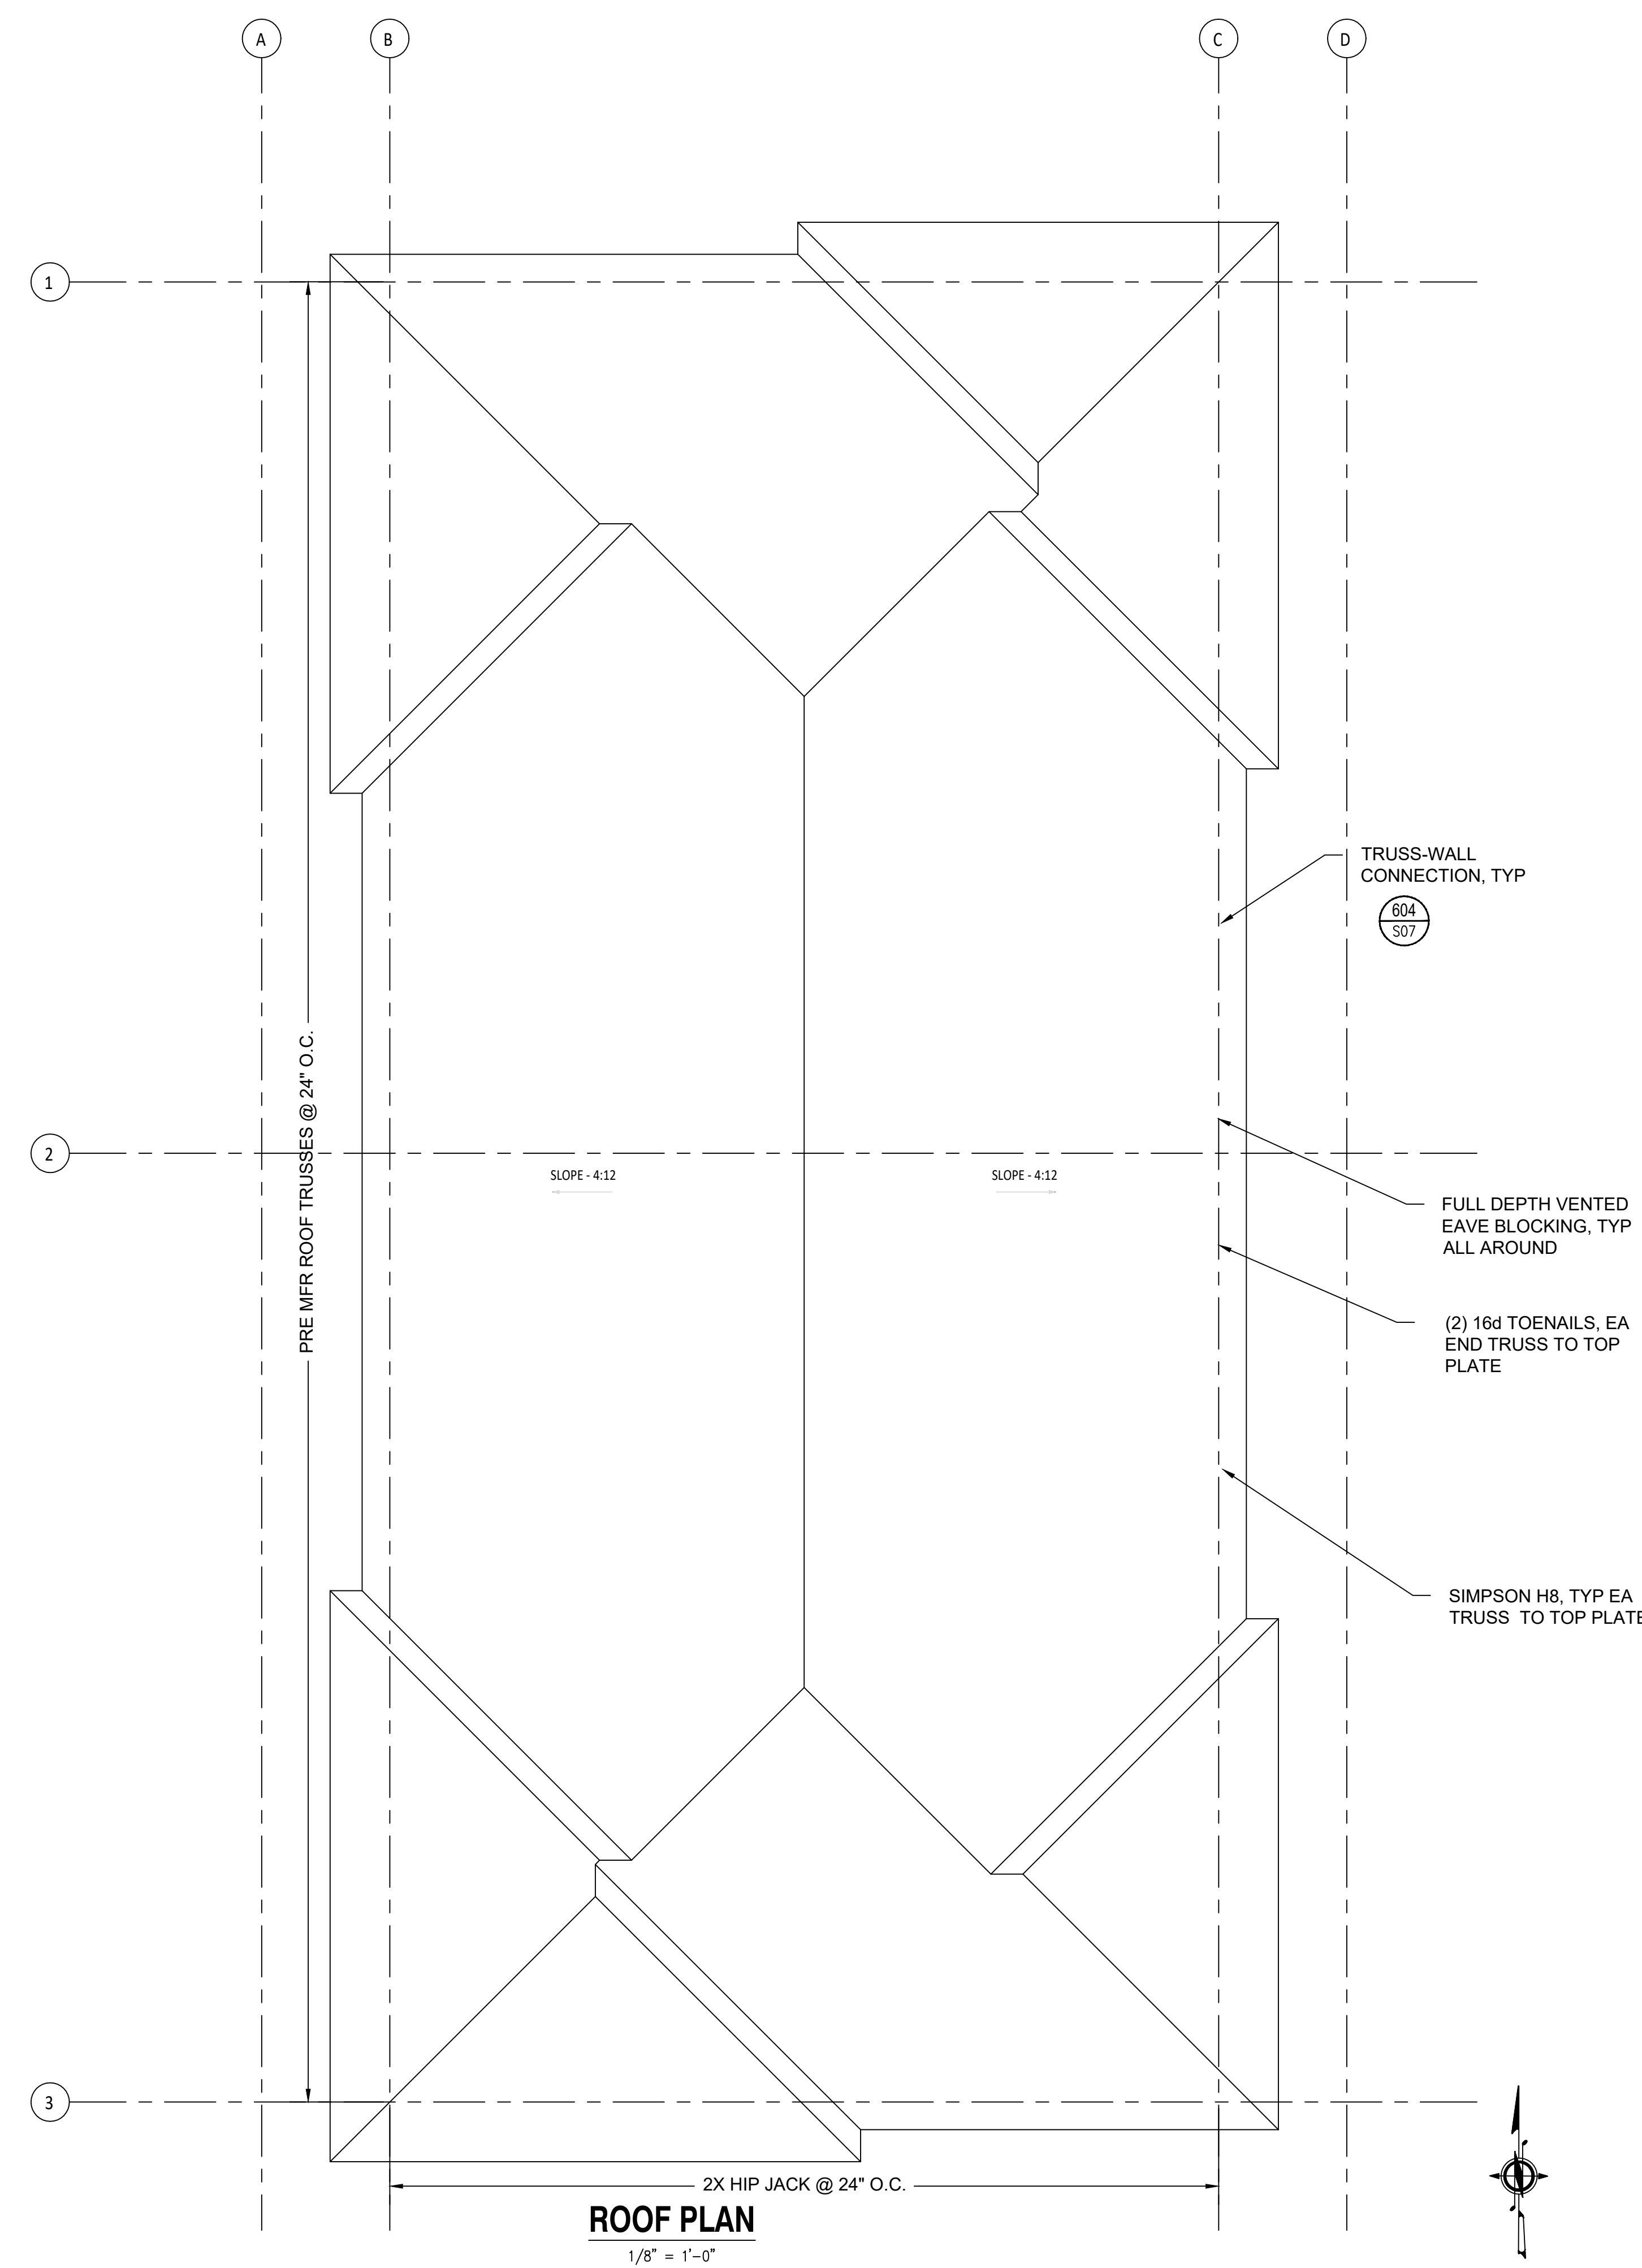 A
B
C
D
1
TRUSS-WALL
CONNECTION, TYP
604
S07
PRE MFR ROOF TRUSSES @ 24" O.C.
2
SLOPE - 4:12
SLOPE - 4:12
FULL DEPTH VENTED
EAVE BLOCKING, TYP
ALL AROUND
(2) 16d TOENAILS, EA
END TRUSS TO TOP
PLATE
SIMPSON H8, TYP EA
TRUSS TO TOP PLATE
3
2X HIP JACK @ 24" O.C.
ROOF PLAN
1/8" = 1'-0"